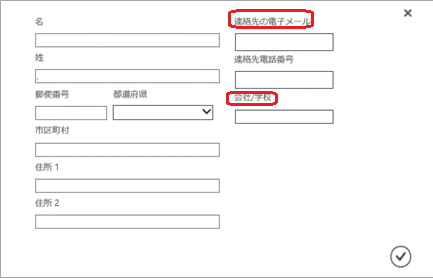 名
姓
.
郵便番号 都道府県
市区町村
住所 1
住所 2
連絡先の電子メール
連絡先電話番号
会社/学校